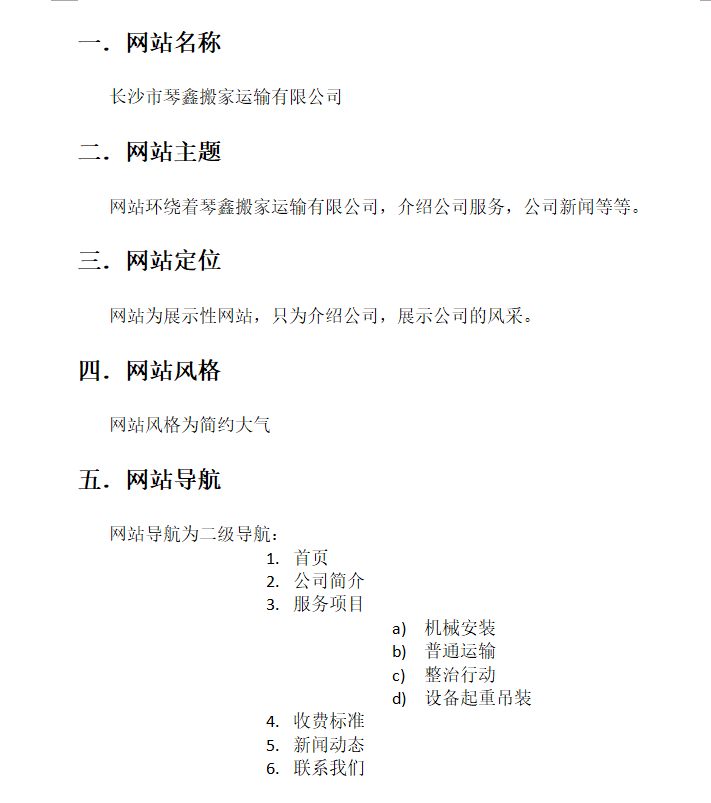 一．网站名称
长沙市琴鑫搬家运输有限公司
二．网站主题
网站环绕着琴鑫搬家运输有限公司，介绍公司服务，公司新闻等等。
三．网站定位
网站为展示性网站，只为介绍公司，展示公司的风采。
四．网站风格
网站风格为简约大气
五．网站导航
网站导航为二级导航：
1. 首页
2. 公司简介
3. 服务项目
a) 机械安装
b) 普通运输
c) 整治行动
d) 设备起重吊装
4. 收费标准
5. 新闻动态
6. 联系我们